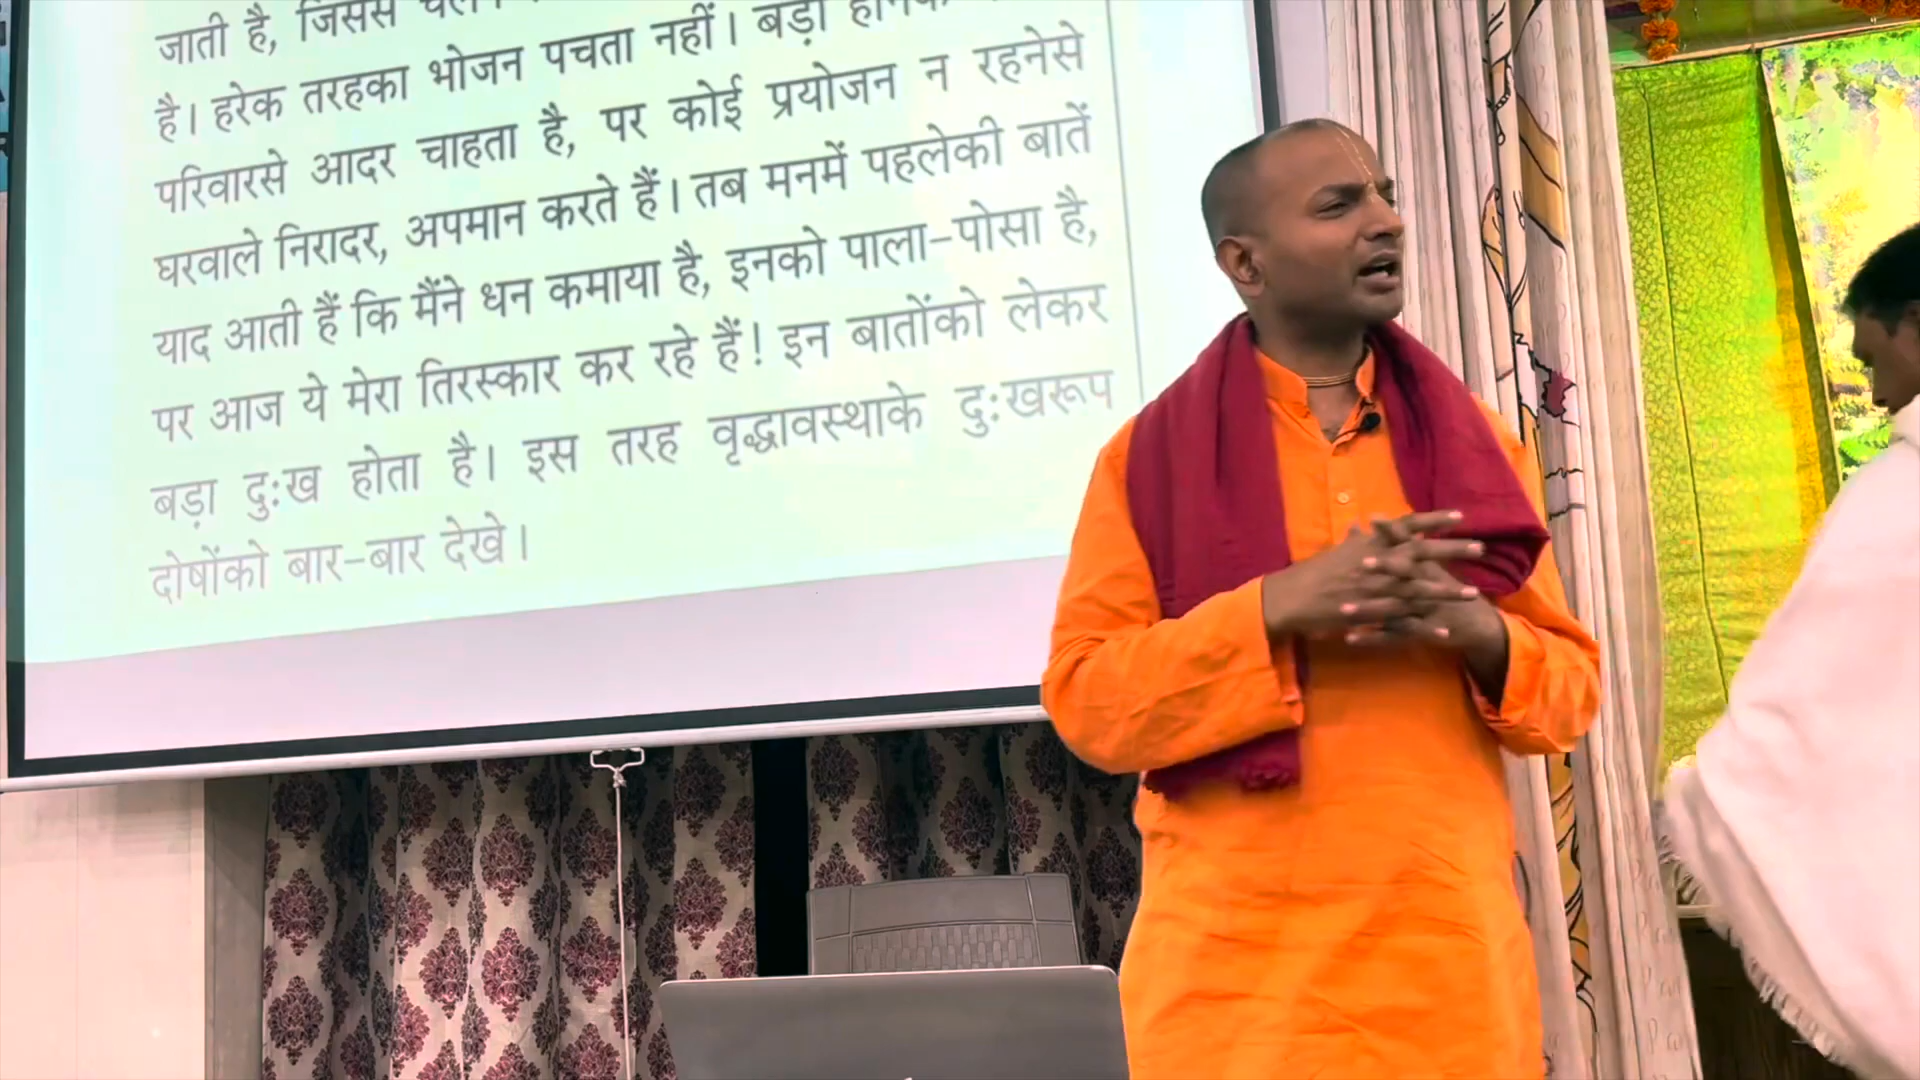 जाती है, जिससे
है। हरेक तरहका भोजन पचता नहीं। बड़ा
परिवारसे आदर चाहता है, पर कोई प्रयोजन न रहनेसे
घरवाले निरादर, अपमान करते हैं। तब मनमें पहलेकी बातें
याद आती हैं कि मैंने धन कमाया है, इनको पाला-पोसा है,
पर आज ये मेरा तिरस्कार कर रहे हैं! इन बातोंको लेकर
बड़ा दु:ख होता है। इस तरह वृद्धावस्थाके दु:खरूप
दोषोंको बार-बार देखे।